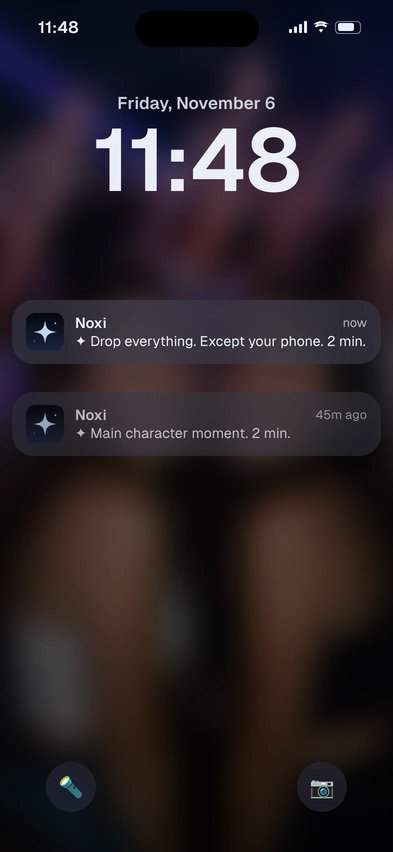 11:48
Friday, November 6
11:48
Noxi
now
✦ Drop everything. Except your phone. 2 min.
Noxi
45m ago
✦ Main character moment. 2 min.